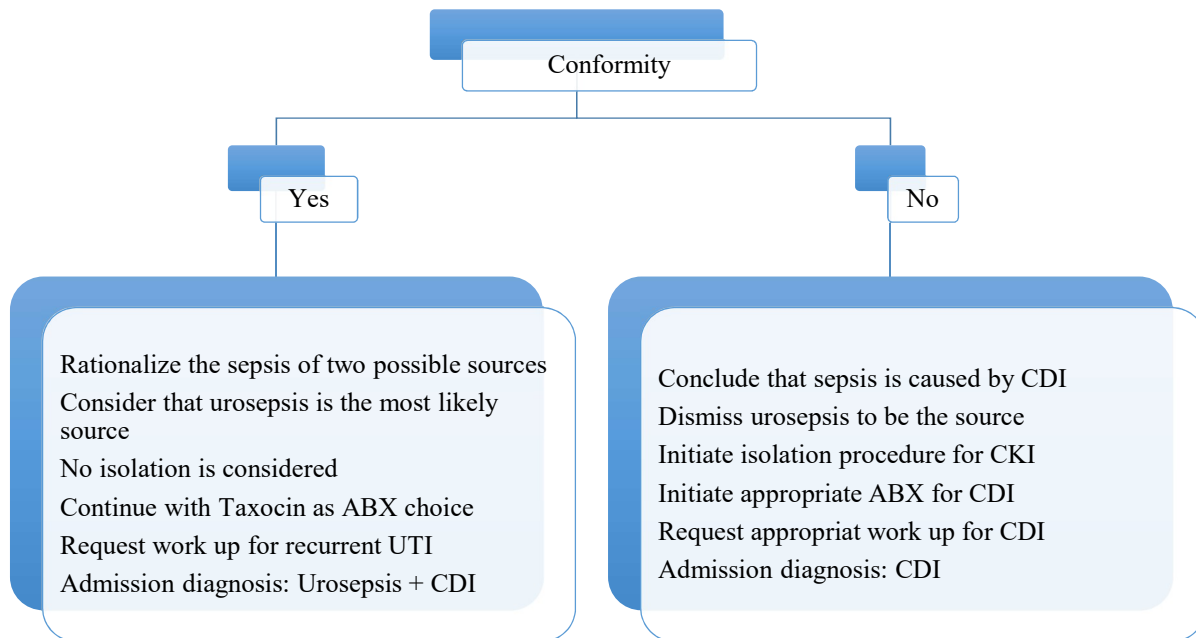 Conformity
Yes
No
Rationalize the sepsis of two possible sources
Consider that urosepsis is the most likely
source
No isolation is considered
Continue with Taxocin as ABX choice
Request work up for recurrent UTI
Admission diagnosis: Urosepsis + CDI
Conclude that sepsis is caused by CDI
Dismiss urosepsis to be the source
Initiate isolation procedure for CKI
Initiate appropriate ABX for CDI
Request appropriat work up for CDI
Admission diagnosis: CDI